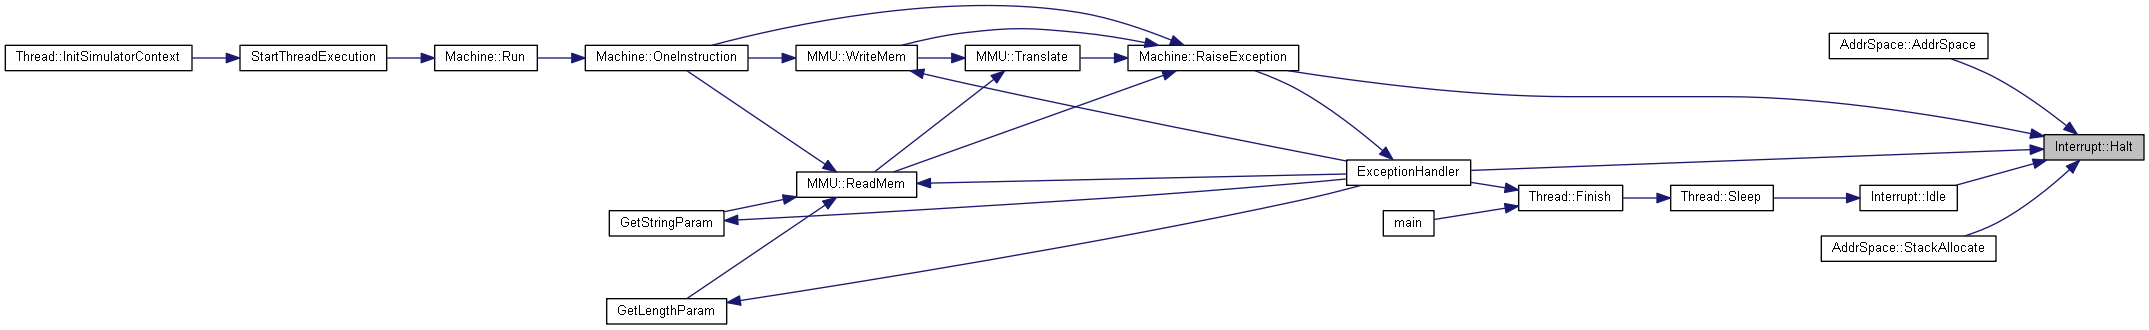 Thread::InitSimulatorContext
StartThreadExecution
Machine::Run
Machine::OneInstruction
MMU::WriteMem
MMU::Translate
Machine::RaiseException
AddrSpace::AddrSpace
Interrupt::Halt
ExceptionHandler
MMU::ReadMem
Thread::Finish
Thread::Sleep
Interrupt::Idle
GetStringParam
main
AddrSpace::StackAllocate
GetLengthParam